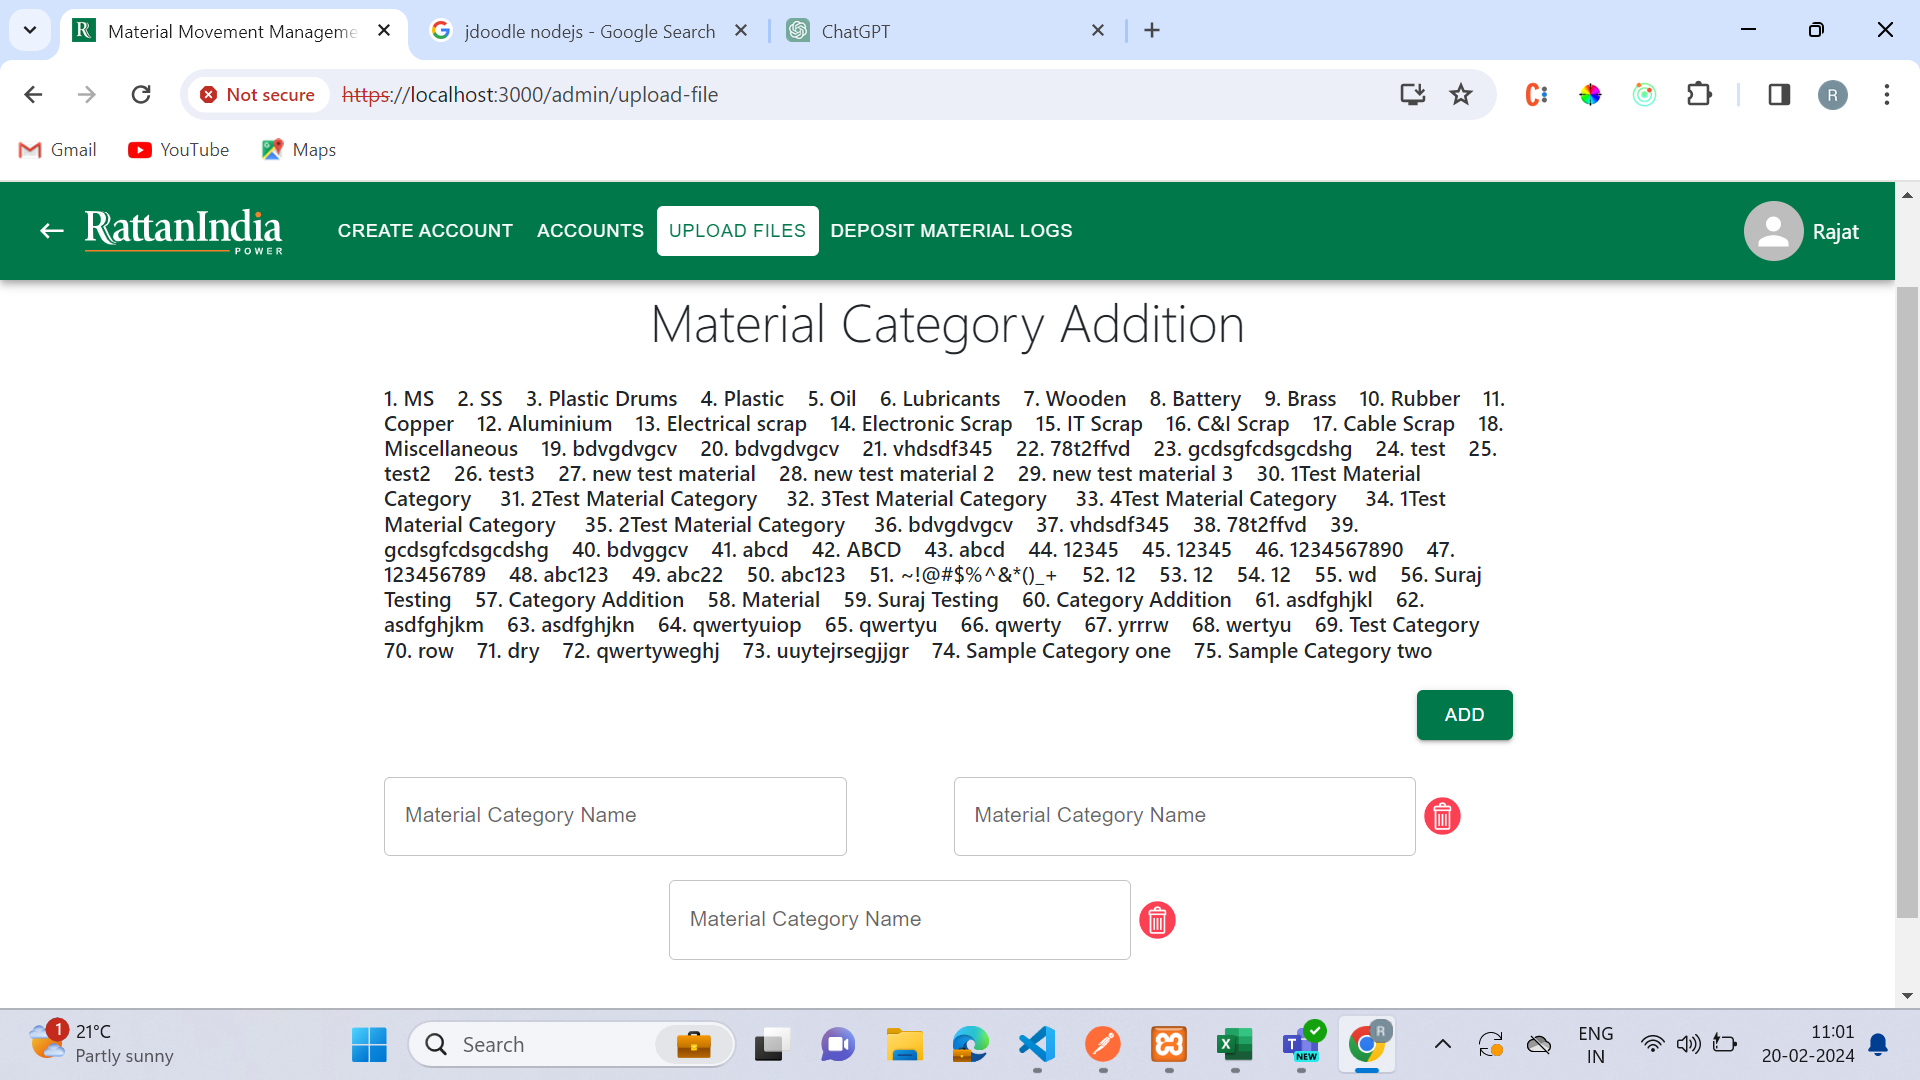 Material Movement Manageme
jdoodle nodejs - Google Search
ChatGPT
Not secure
https://localhost:3000/admin/upload-file
R
Gmail
YouTube
Maps
RattanIndia
POWER
CREATE ACCOUNT
ACCOUNTS
UPLOAD FILES
DEPOSIT MATERIAL LOGS
Rajat
Material Category Addition
1. MS 2. SS 3. Plastic Drums 4. Plastic 5. Oil 6. Lubricants 7. Wooden 8. Battery 9. Brass 10. Rubber 11.
Copper 12. Aluminium 13. Electrical scrap 14. Electronic Scrap 15. IT Scrap 16. C&I Scrap 17. Cable Scrap 18.
Miscellaneous 19. bdvgdvgcv 20. bdvgdvgcv 21. vhdsdf345 22. 78t2ffvd 23. gcdsgfcdsgcdshg 24. test 25.
test2 26. test3 27. new test material 28. new test material 2 29. new test material 3 30. 1Test Material
Category 31. 2Test Material Category 32. 3Test Material Category 33. 4Test Material Category 34. 1Test
Material Category 35. 2Test Material Category 36. bdvgdvgcv 37. vhdsdf345 38. 78t2ffvd 39.
gcdsgfcdsgcdshg 40. bdvggcv 41. abcd 42. ABCD 43. abcd 44. 12345 45. 12345 46. 1234567890 47.
123456789 48. abc123 49. abc22 50. abc123 51. ~!@#$%^&*()_+ 52. 12 53. 12 54. 12 55. wd 56. Suraj
Testing 57. Category Addition 58. Material 59. Suraj Testing 60. Category Addition 61. asdfghjkl 62.
asdfghjkm 63. asdfghjkn 64. qwertyuiop 65. qwertyu 66. qwerty 67. yrrrw 68. wertyu 69. Test Category
70. row 71. dry 72. qwertyweghj 73. uuytejrsegjjgr 74. Sample Category one 75. Sample Category two
ADD
Material Category Name
Material Category Name
Material Category Name
1
21°C
Partly sunny
Search
NEW
R
ENG
IN
11:01
20-02-2024